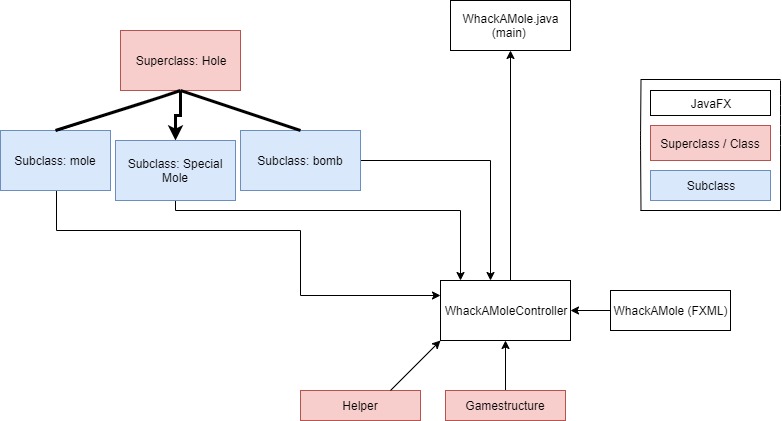 WhackAMole.java
(main)
Superclass: Hole
JavaFX
Superclass / Class
Subclass
Subclass: mole
Subclass: Special
Mole
Subclass: bomb
WhackAMoleController
WhackAMole (FXML)
Helper
Gamestructure